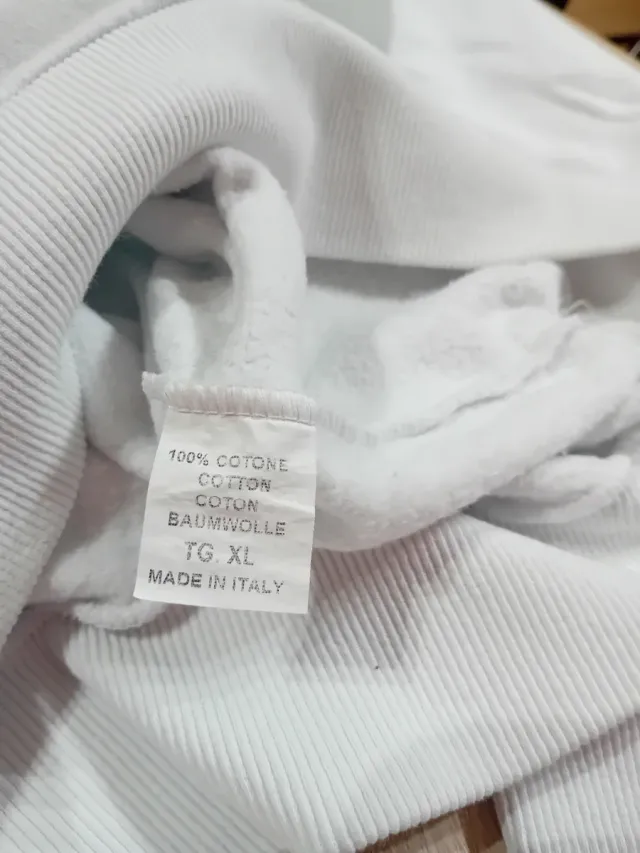 100% COTONE
COTTON
COTON
BAUMWOLLE
TG. XL
MADE IN ITALY